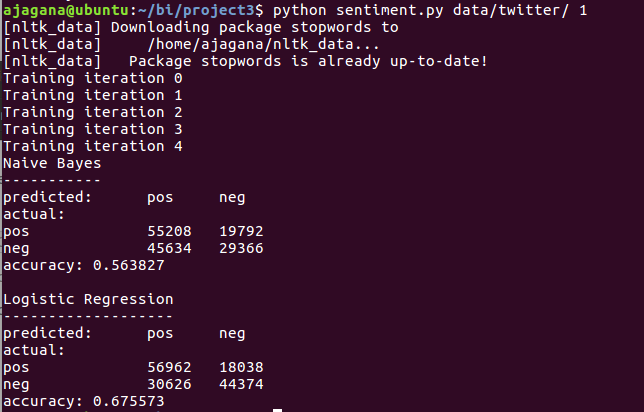 ajagana@ubuntu:~/bi/project3$ python sentiment.py data/twitter/ 1
[nltk_data] Downloading package stopwords to
[nltk_data]     /home/ajagana/nltk_data...
[nltk_data]   Package stopwords is already up-to-date!
Training iteration 0
Training iteration 1
Training iteration 2
Training iteration 3
Training iteration 4
Naive Bayes
-----------
predicted:      pos     neg
actual:
pos             55208   19792
neg             45634   29366
accuracy: 0.563827

Logistic Regression
-------------------
predicted:      pos     neg
actual:
pos             56962   18038
neg             30626   44374
accuracy: 0.675573